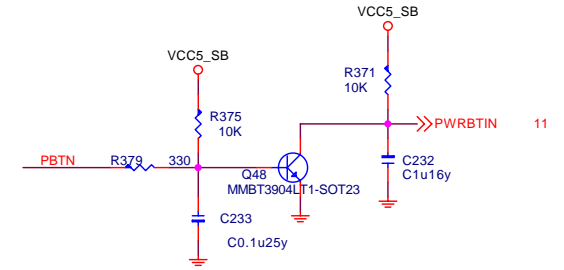 VCC5_SB
VCC5_SB
R371
10K
R375
10K
PWRBTIN 11
PBTN R379 330
Q48
MMBT3904LT1-SOT23
C232
C1u16y
C233
C0.1u25y